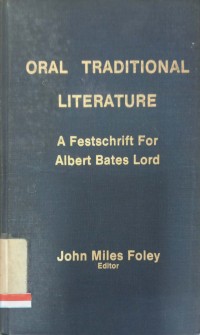 ORAL TRADITIONAL
LITERATURE
A Festschrift For
Albert Bates Lord
John Miles Foley
Editor